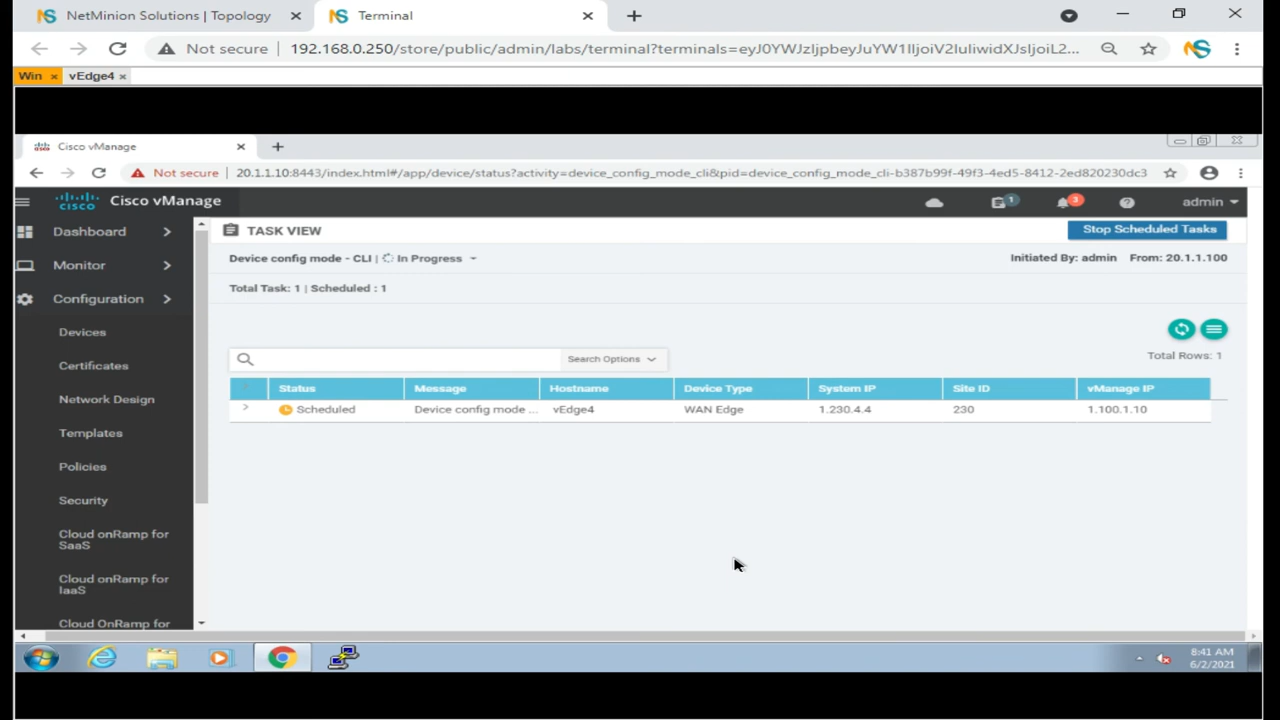 NetMinion Solutions | Topology
Terminal
Not secure
192.168.0.250/store/public/admin/labs/terminal?terminals=eyJ0YWJzIjpbeyJuYW1lIjoiV2luIiwidXJsIjoiL2...
Win
vEdge4
Cisco vManage
Not secure
20.1.1.10:8443/index.html#/app/device/status?activity=device_config_mode_cli&pid=device_config_mode_cli-b387b99f-49f3-4ed5-8412-2ed820230dc3
CISCO
Cisco vManage
1
3
admin
Dashboard
Monitor
Configuration
Devices
Certificates
Network Design
Templates
Policies
Security
Cloud onRamp for
SaaS
Cloud onRamp for
IaaS
Cloud OnRamp for
TASK VIEW
Stop Scheduled Tasks
Device config mode - CLI | In Progress
Initiated By: admin From: 20.1.1.100
Total Task: 1 | Scheduled : 1
Search Options
Total Rows: 1
Status Message Hostname Device Type System IP Site ID vManage IP
Scheduled Device config mode ... vEdge4 WAN Edge 1.230.4.4 230 1.100.1.10
8:41 AM
6/2/2021